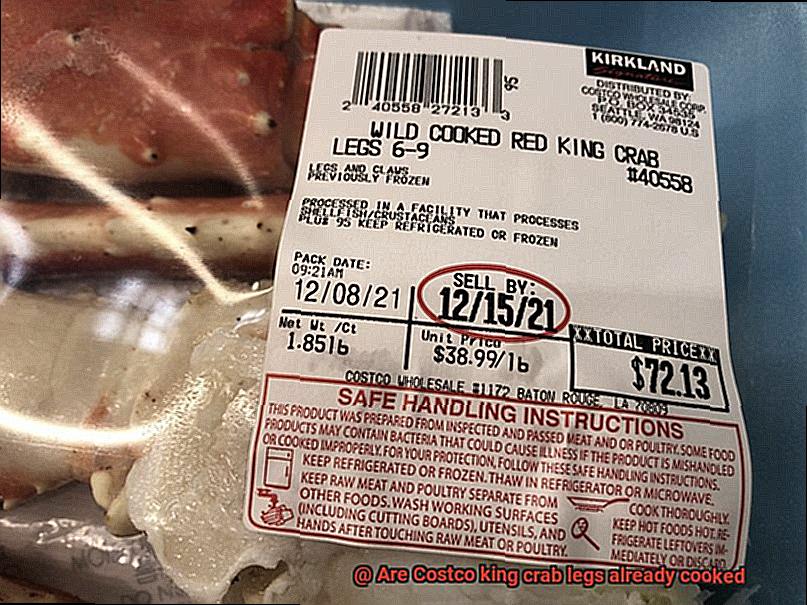 KIRKLAND
Signature
DISTRIBUTED BY:
COSTCO WHOLESALE CORP.
P.O. BOX 34535
SEATTLE, WA 98124
1 (800) 774-2678 U.S
95
2 40558 27213 3
WILD COOKED RED KING CRAB
LEGS 6-9
#40558
LEGS AND CLAWS
PREVIOUSLY FROZEN
PROCESSED IN A FACILITY THAT PROCESSES
SHELLFISH/CRUSTACEANS
PLU# 95 KEEP REFRIGERATED OR FROZEN
PACK DATE:
09:21AM
12/08/21
SELL BY:
12/15/21
Net Wt /Ct
1.85lb
Unit Price
$38.99/lb
XXTOTAL PRICEXX
$72.13
COSTCO WHOLESALE #1172 BATON ROUGE, LA 70809
SAFE HANDLING INSTRUCTIONS
THIS PRODUCT WAS PREPARED FROM INSPECTED AND PASSED MEAT AND OR POULTRY. SOME FOOD
PRODUCTS MAY CONTAIN BACTERIA THAT COULD CAUSE ILLNESS IF THE PRODUCT IS MISHANDLED
OR COOKED IMPROPERLY. FOR YOUR PROTECTION, FOLLOW THESE SAFE HANDLING INSTRUCTIONS.
KEEP REFRIGERATED OR FROZEN. THAW IN REFRIGERATOR OR MICROWAVE.
KEEP RAW MEAT AND POULTRY SEPARATE FROM
OTHER FOODS. WASH WORKING SURFACES
(INCLUDING CUTTING BOARDS), UTENSILS, AND
HANDS AFTER TOUCHING RAW MEAT OR POULTRY.
COOK THOROUGHLY.
KEEP HOT FOODS HOT. RE-
FRIGERATE LEFTOVERS IM-
MEDIATELY OR DISCARD.
@ Are Costco king crab legs already cooked